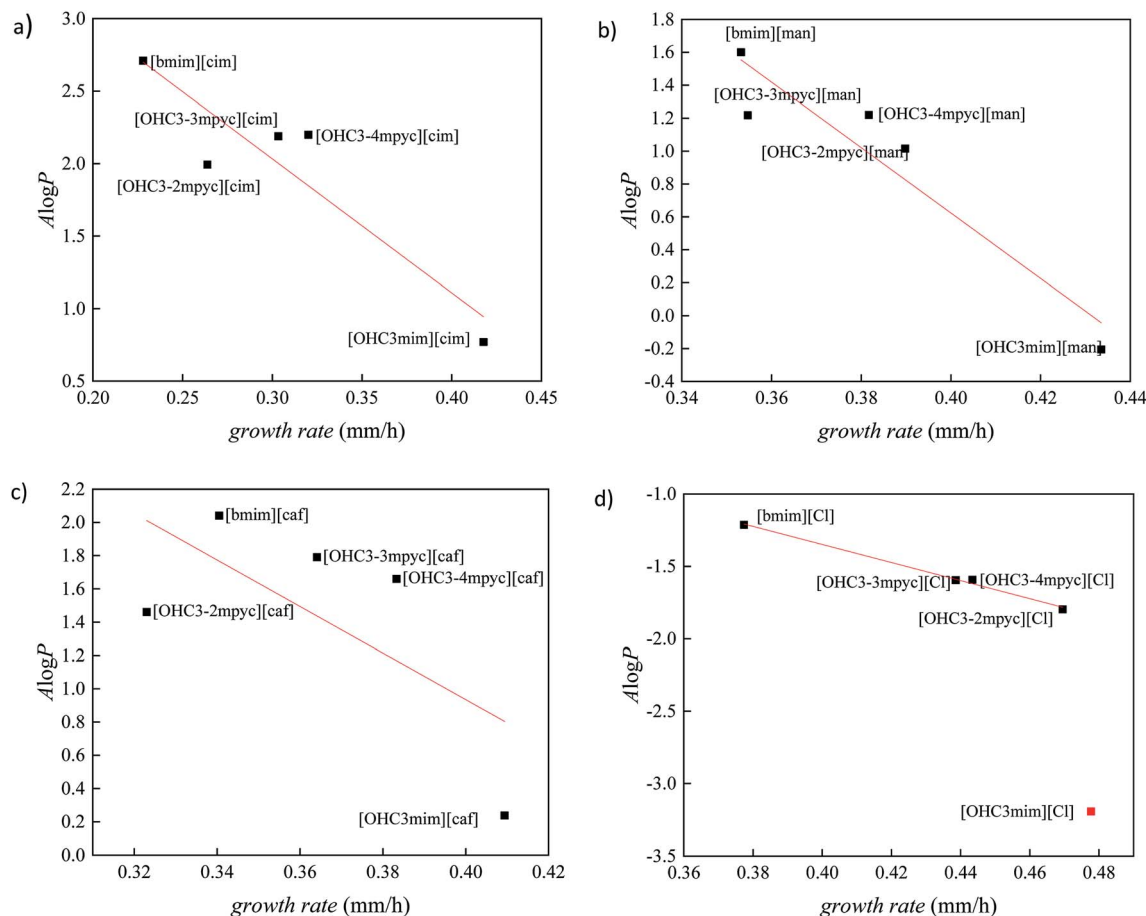 a)
3.0
2.5
2.0
1.5
1.0
0.5
AlogP
[bmim][cim]
[OHC3-3mpyc][cim]
[OHC3-4mpyc][cim]
[OHC3-2mpyc][cim]
[OHC3mim][cim]
0.20 0.25 0.30 0.35 0.40 0.45
growth rate (mm/h)
b)
1.8
1.6
1.4
1.2
1.0
0.8
0.6
0.4
0.2
0.0
-0.2
-0.4
AlogP
[bmim][man]
[OHC3-3mpyc][man]
[OHC3-4mpyc][man]
[OHC3-2mpyc][man]
[OHC3mim][man]
0.34 0.36 0.38 0.40 0.42 0.44
growth rate (mm/h)
c)
2.2
2.0
1.8
1.6
1.4
1.2
1.0
0.8
0.6
0.4
0.2
0.0
AlogP
[bmim][caf]
[OHC3-3mpyc][caf]
[OHC3-4mpyc][caf]
[OHC3-2mpyc][caf]
[OHC3mim][caf]
0.32 0.34 0.36 0.38 0.40 0.42
growth rate (mm/h)
d)
-1.0
-1.5
-2.0
-2.5
-3.0
-3.5
AlogP
[bmim][Cl]
[OHC3-3mpyc][Cl]
[OHC3-4mpyc][Cl]
[OHC3-2mpyc][Cl]
[OHC3mim][Cl]
0.36 0.38 0.40 0.42 0.44 0.46 0.48
growth rate (mm/h)